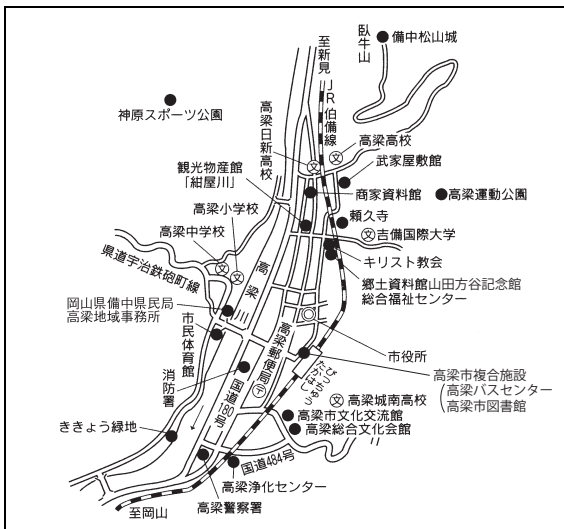 臥牛山
備中松山城
至新見
JR伯備線
神原スポーツ公園
高梁日新高校
文
文
高梁高校
武家屋敷館
観光物産館
「紺屋川」
商家資料館
高梁運動公園
高梁小学校
頼久寺
高梁中学校
文
文
文
吉備国際大学
県道宇治鉄砲町線
キリスト教会
高梁川
郷土資料館山田方谷記念館
総合福祉センター
岡山県備中県民局
高梁地域事務所
市民体育館
市役所
高梁郵便局
〒
びっちゅう
たかはし
高梁市複合施設
高梁バスセンター
高梁市図書館
消防署
国道180号
文
高梁城南高校
高梁市文化交流館
高梁総合文化会館
ききょう緑地
国道484号
高梁浄化センター
高梁警察署
至岡山